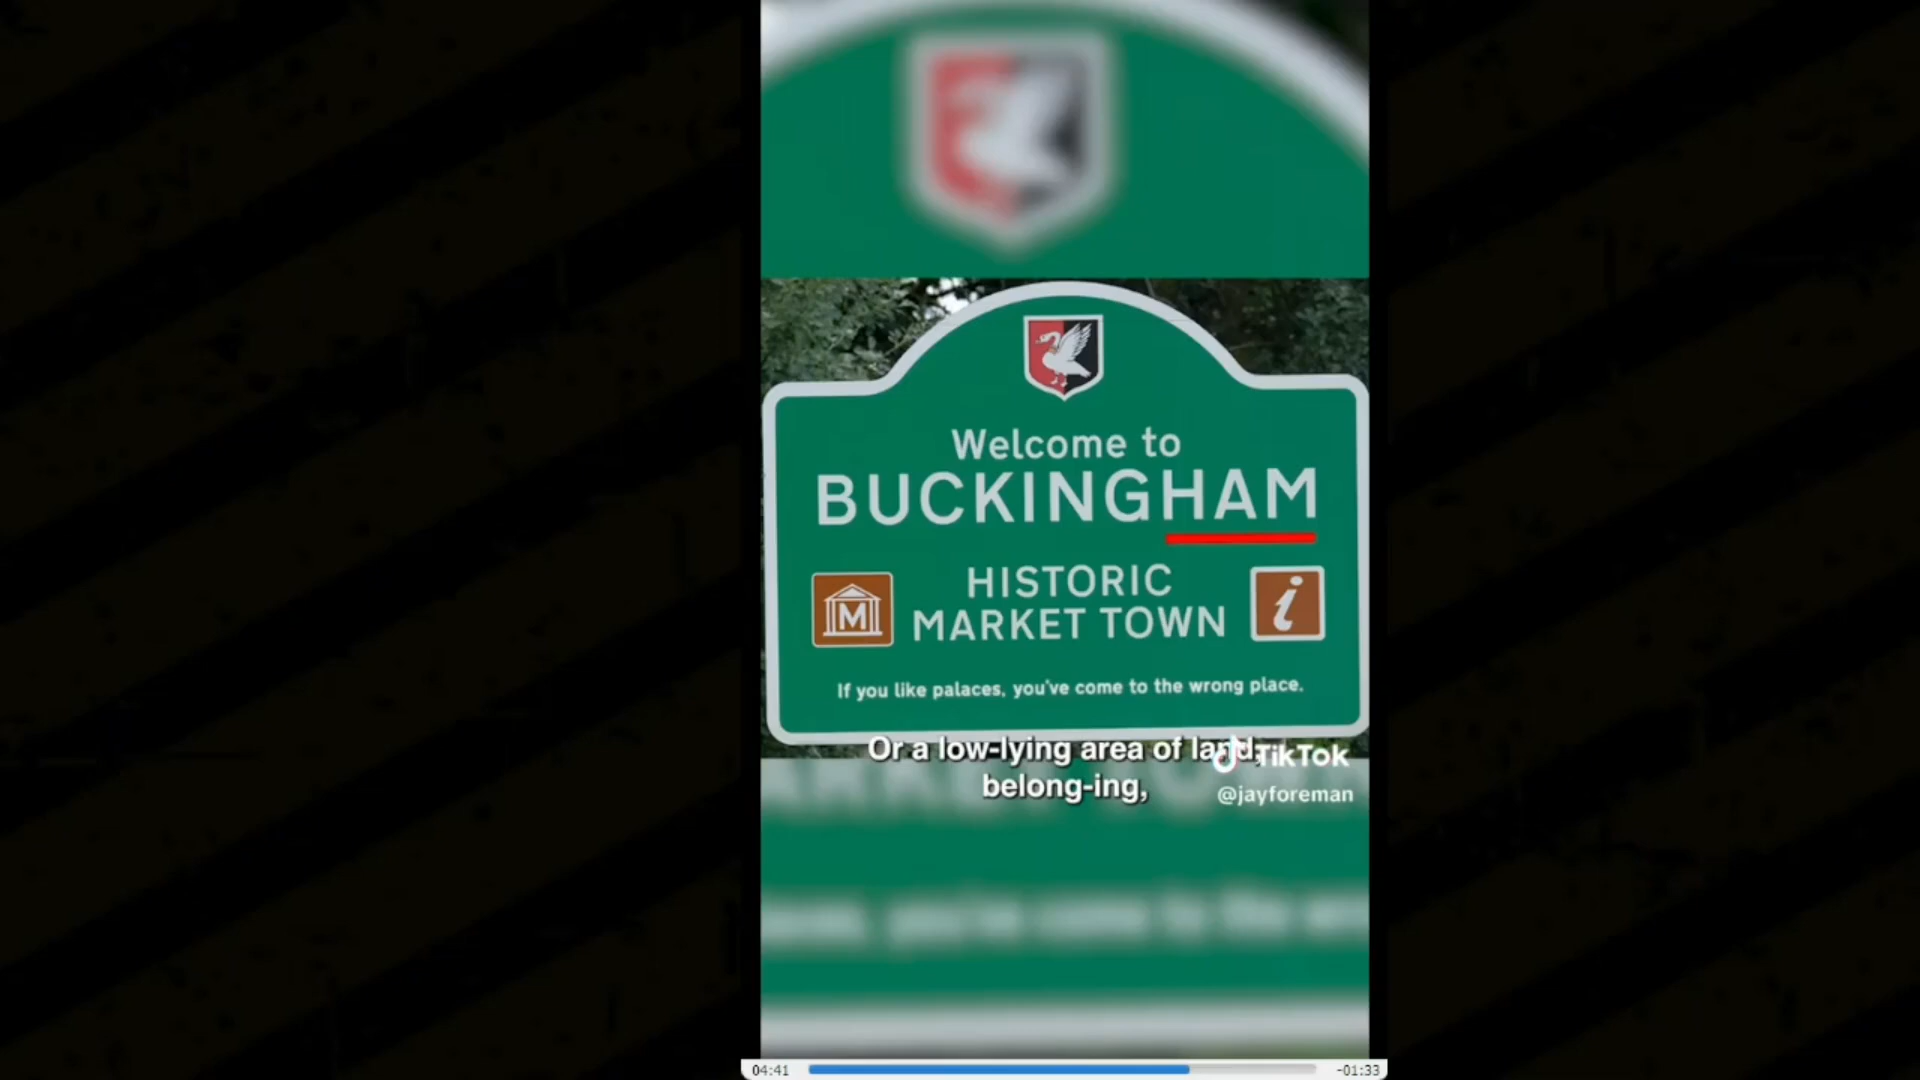 Welcome to
BUCKINGHAM
HISTORIC
M
MARKET TOWN
i
If you like palaces, you've come to the wrong place.
Or a low-lying area of land,
belong-ing,
TikTok
@jayforeman
04:41
-01:33